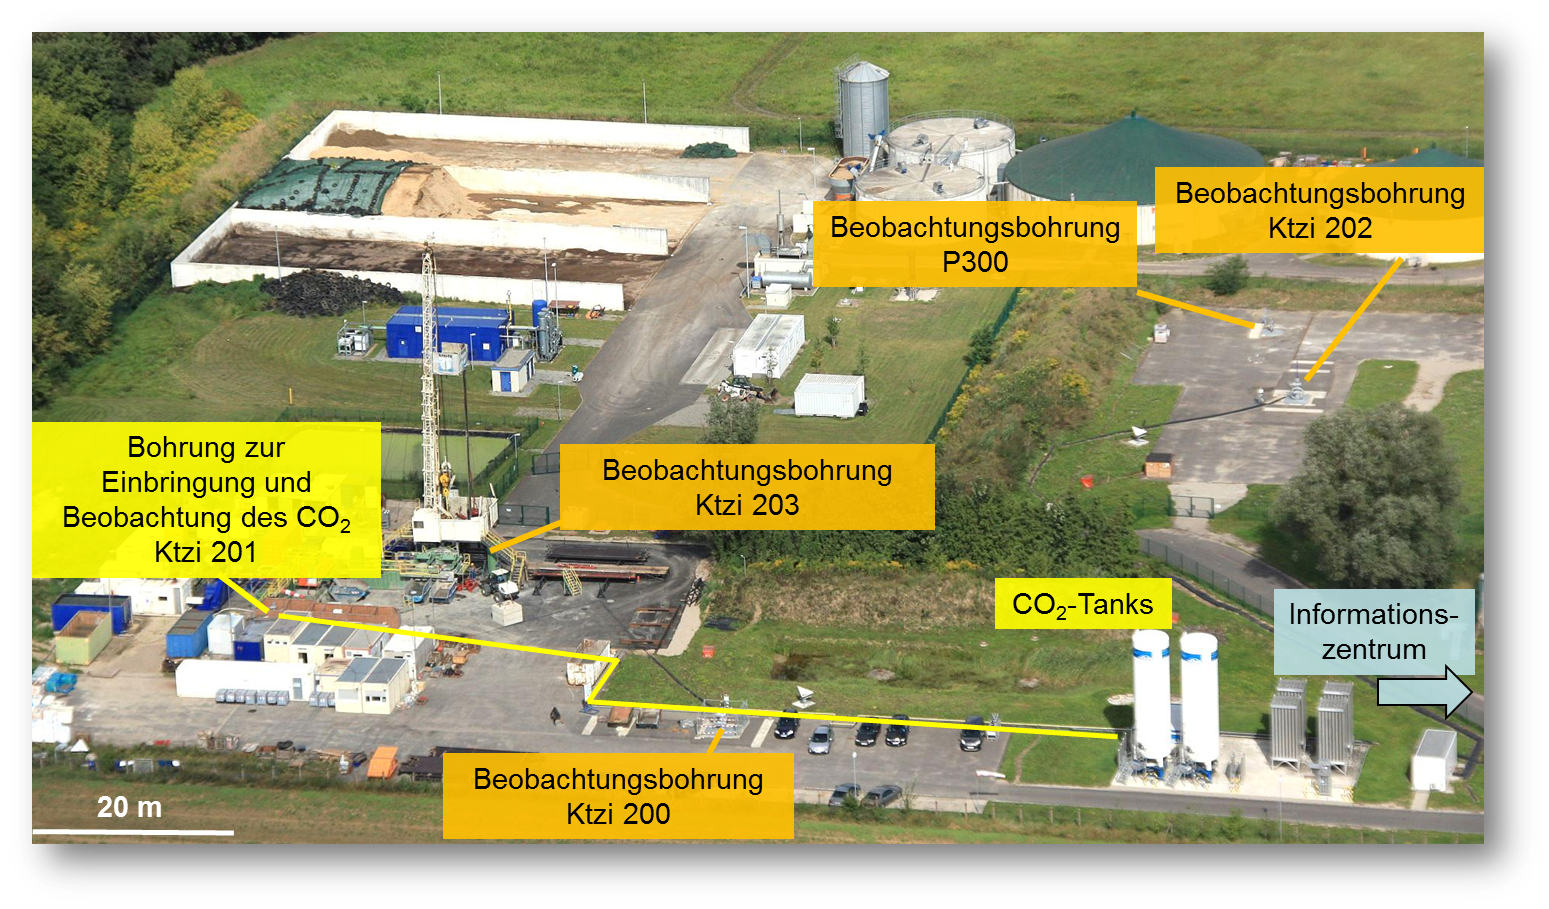 Beobachtungsbohrung
Ktzi 202
Beobachtungsbohrung
P300
Bohrung zur
Einbringung und
Beobachtung des CO₂
Ktzi 201
Beobachtungsbohrung
Ktzi 203
CO₂-Tanks
Informations-
zentrum
Beobachtungsbohrung
Ktzi 200
20 m